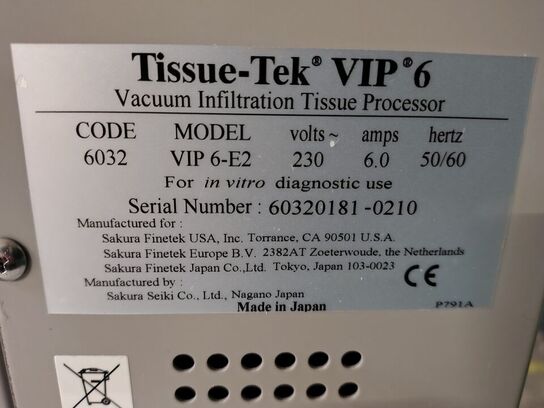 Tissue-Tek® VIP®6
Vacuum Infiltration Tissue Processor
CODE MODEL volts~ amps hertz
6032 VIP 6-E2 230 6.0 50/60
For in vitro diagnostic use
Serial Number : 60320181 -0210
Manufactured for :
Sakura Finetek USA, Inc. Torrance, CA 90501 U.S.A.
Sakura Finetek Europe B.V. 2382AT Zoeterwoude, the Netherlands
Sakura Finetek Japan Co.,Ltd. Tokyo, Japan 103-0023
CE
Manufactured by :
Sakura Seiki Co., Ltd., Nagano Japan
Made in Japan
P791A